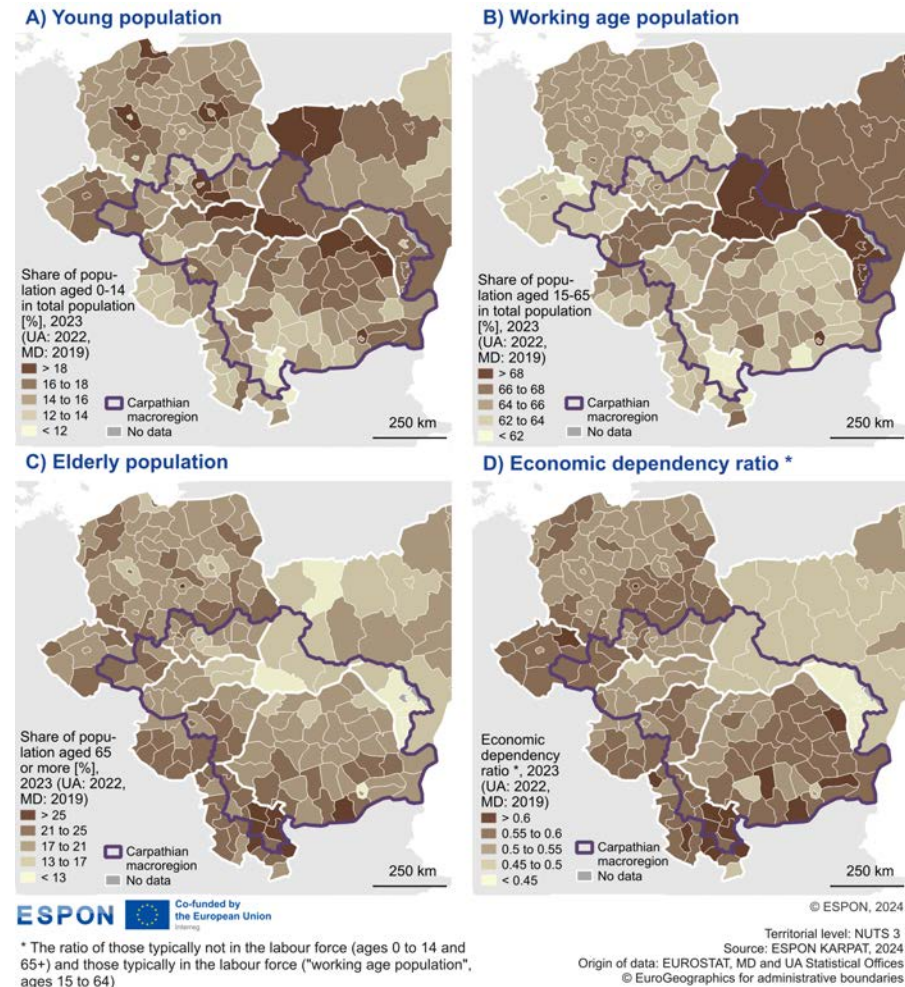 A) Young population
Share of popu-
lation aged 0-14
in total population
[%], 2023
(UA: 2022,
MD: 2019)
> 18
16 to 18
14 to 16
12 to 14
< 12
Carpathian
macroregion
No data
250 km
B) Working age population
Share of popu-
lation aged 15-65
in total population
[%], 2023
(UA: 2022,
MD: 2019)
> 68
66 to 68
64 to 66
62 to 64
< 62
Carpathian
macroregion
No data
250 km
C) Elderly population
Share of popu-
lation aged 65
or more [%],
2023 (UA: 2022,
MD: 2019)
> 25
21 to 25
17 to 21
13 to 17
< 13
Carpathian
macroregion
No data
250 km
D) Economic dependency ratio *
Economic
dependency
ratio *, 2023
(UA: 2022,
MD: 2019)
> 0.6
0.55 to 0.6
0.5 to 0.55
0.45 to 0.5
< 0.45
Carpathian
macroregion
No data
250 km
ESPON
Co-funded by
the European Union
Interreg
* The ratio of those typically not in the labour force (ages 0 to 14 and
65+) and those typically in the labour force ("working age population",
ages 15 to 64)
© ESPON, 2024
Territorial level: NUTS 3
Source: ESPON KARPAT, 2024
Origin of data: EUROSTAT, MD and UA Statistical Offices
© EuroGeographics for administrative boundaries